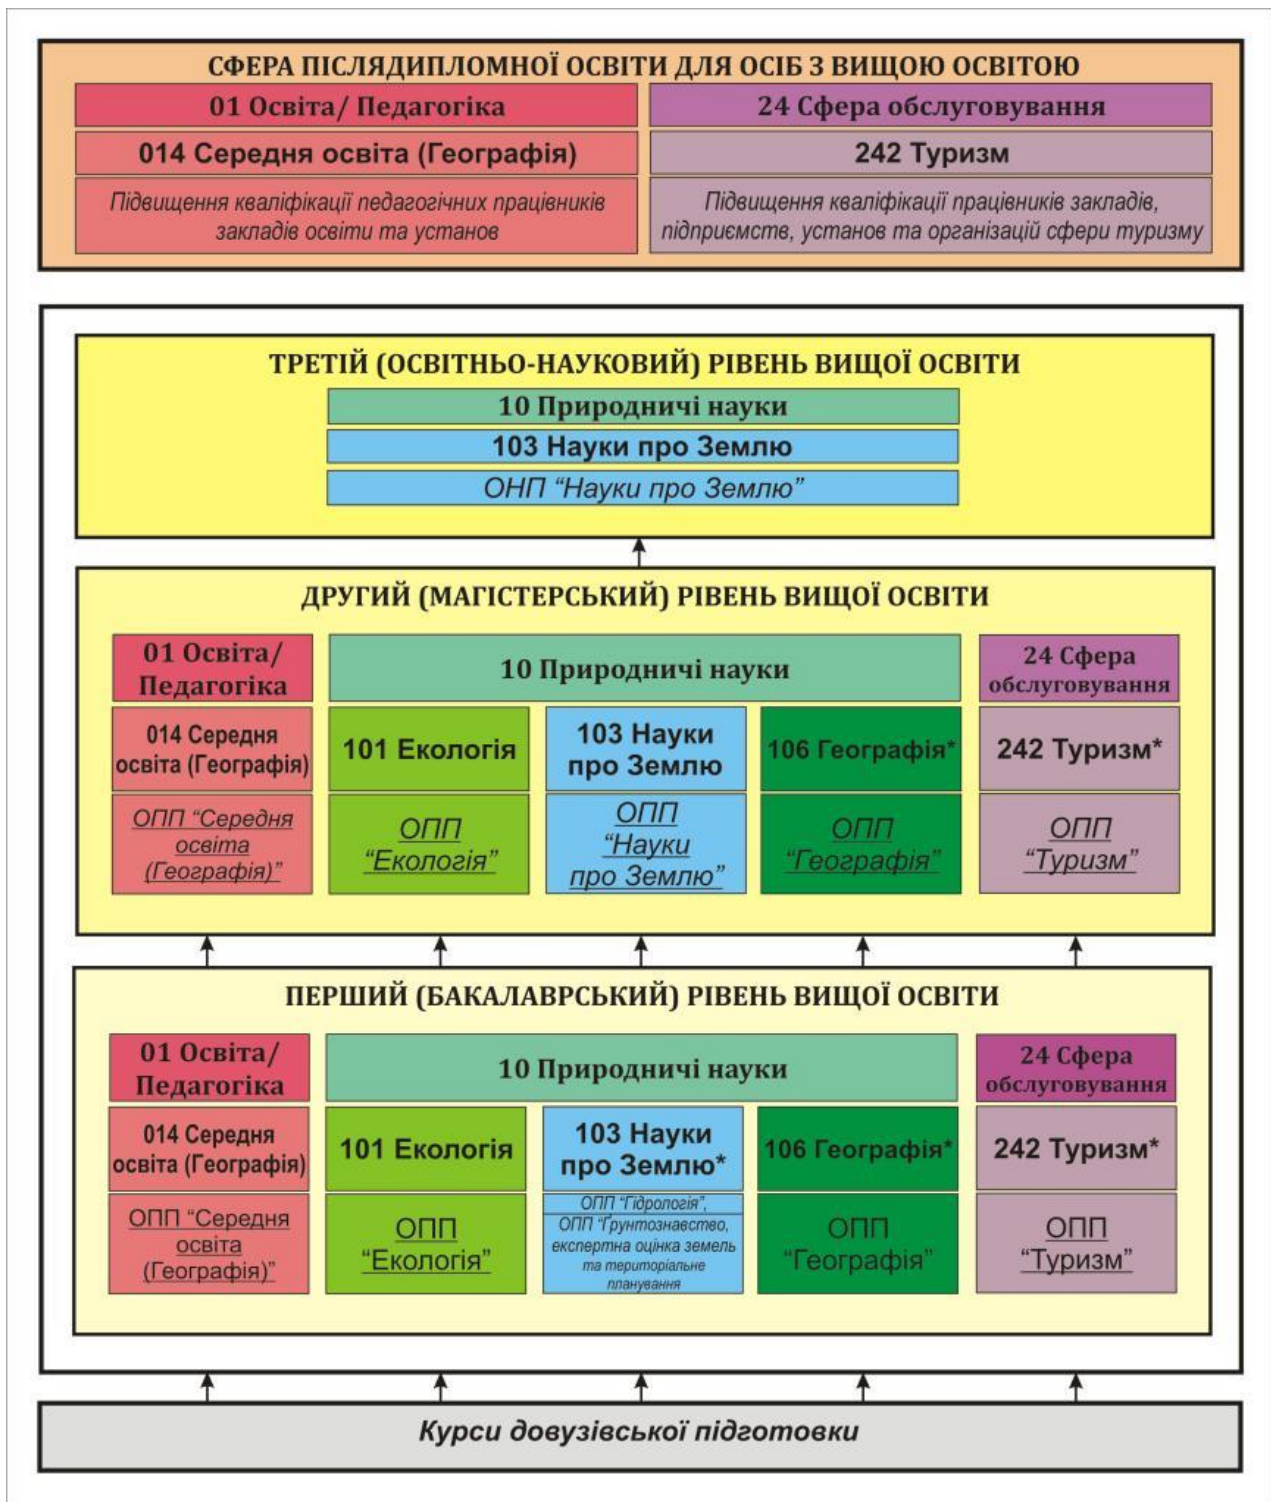 СФЕРА ПІСЛЯДИПЛОМНОЇ ОСВІТИ ДЛЯ ОСІБ З ВИЩОЮ ОСВІТОЮ
01 Освіта/ Педагогіка
014 Середня освіта (Географія)
Підвищення кваліфікації педагогічних працівників
закладів освіти та установ
24 Сфера обслуговування
242 Туризм
Підвищення кваліфікації працівників закладів,
підприємств, установ та організацій сфери туризму
ТРЕТІЙ (ОСВІТНЬО-НАУКОВИЙ) РІВЕНЬ ВИЩОЇ ОСВІТИ
10 Природничі науки
103 Науки про Землю
ОНП “Науки про Землю”
ДРУГИЙ (МАГІСТЕРСЬКИЙ) РІВЕНЬ ВИЩОЇ ОСВІТИ
01 Освіта/
Педагогіка
10 Природничі науки
24 Сфера
обслуговування
014 Середня
освіта (Географія)
101 Екологія
103 Науки
про Землю
106 Географія*
242 Туризм*
ОПП “Середня
освіта
(Географія)”
ОПП
“Екологія”
ОПП
“Науки
про Землю”
ОПП
“Географія”
ОПП
“Туризм”
ПЕРШИЙ (БАКАЛАВРСЬКИЙ) РІВЕНЬ ВИЩОЇ ОСВІТИ
01 Освіта/
Педагогіка
10 Природничі науки
24 Сфера
обслуговування
014 Середня
освіта (Географія)
101 Екологія
103 Науки
про Землю*
106 Географія*
242 Туризм*
ОПП “Середня
освіта
(Географія)”
ОПП
“Екологія”
ОПП “Гідрологія”,
ОПП “Ґрунтознавство,
експертна оцінка земель
та територіальне
планування
ОПП
“Географія”
ОПП
“Туризм”
Курси довузівської підготовки